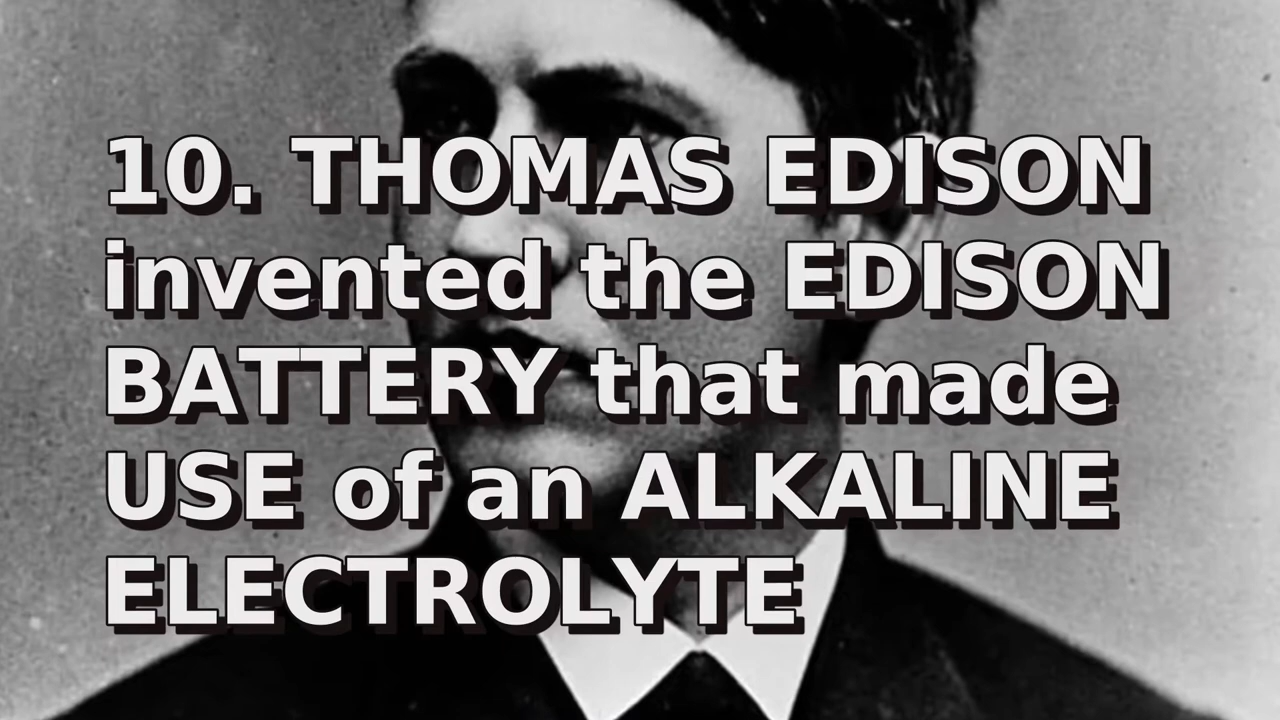 10. THOMAS EDISON
invented the EDISON
BATTERY that made
USE of an ALKALINE
ELECTROLYTE